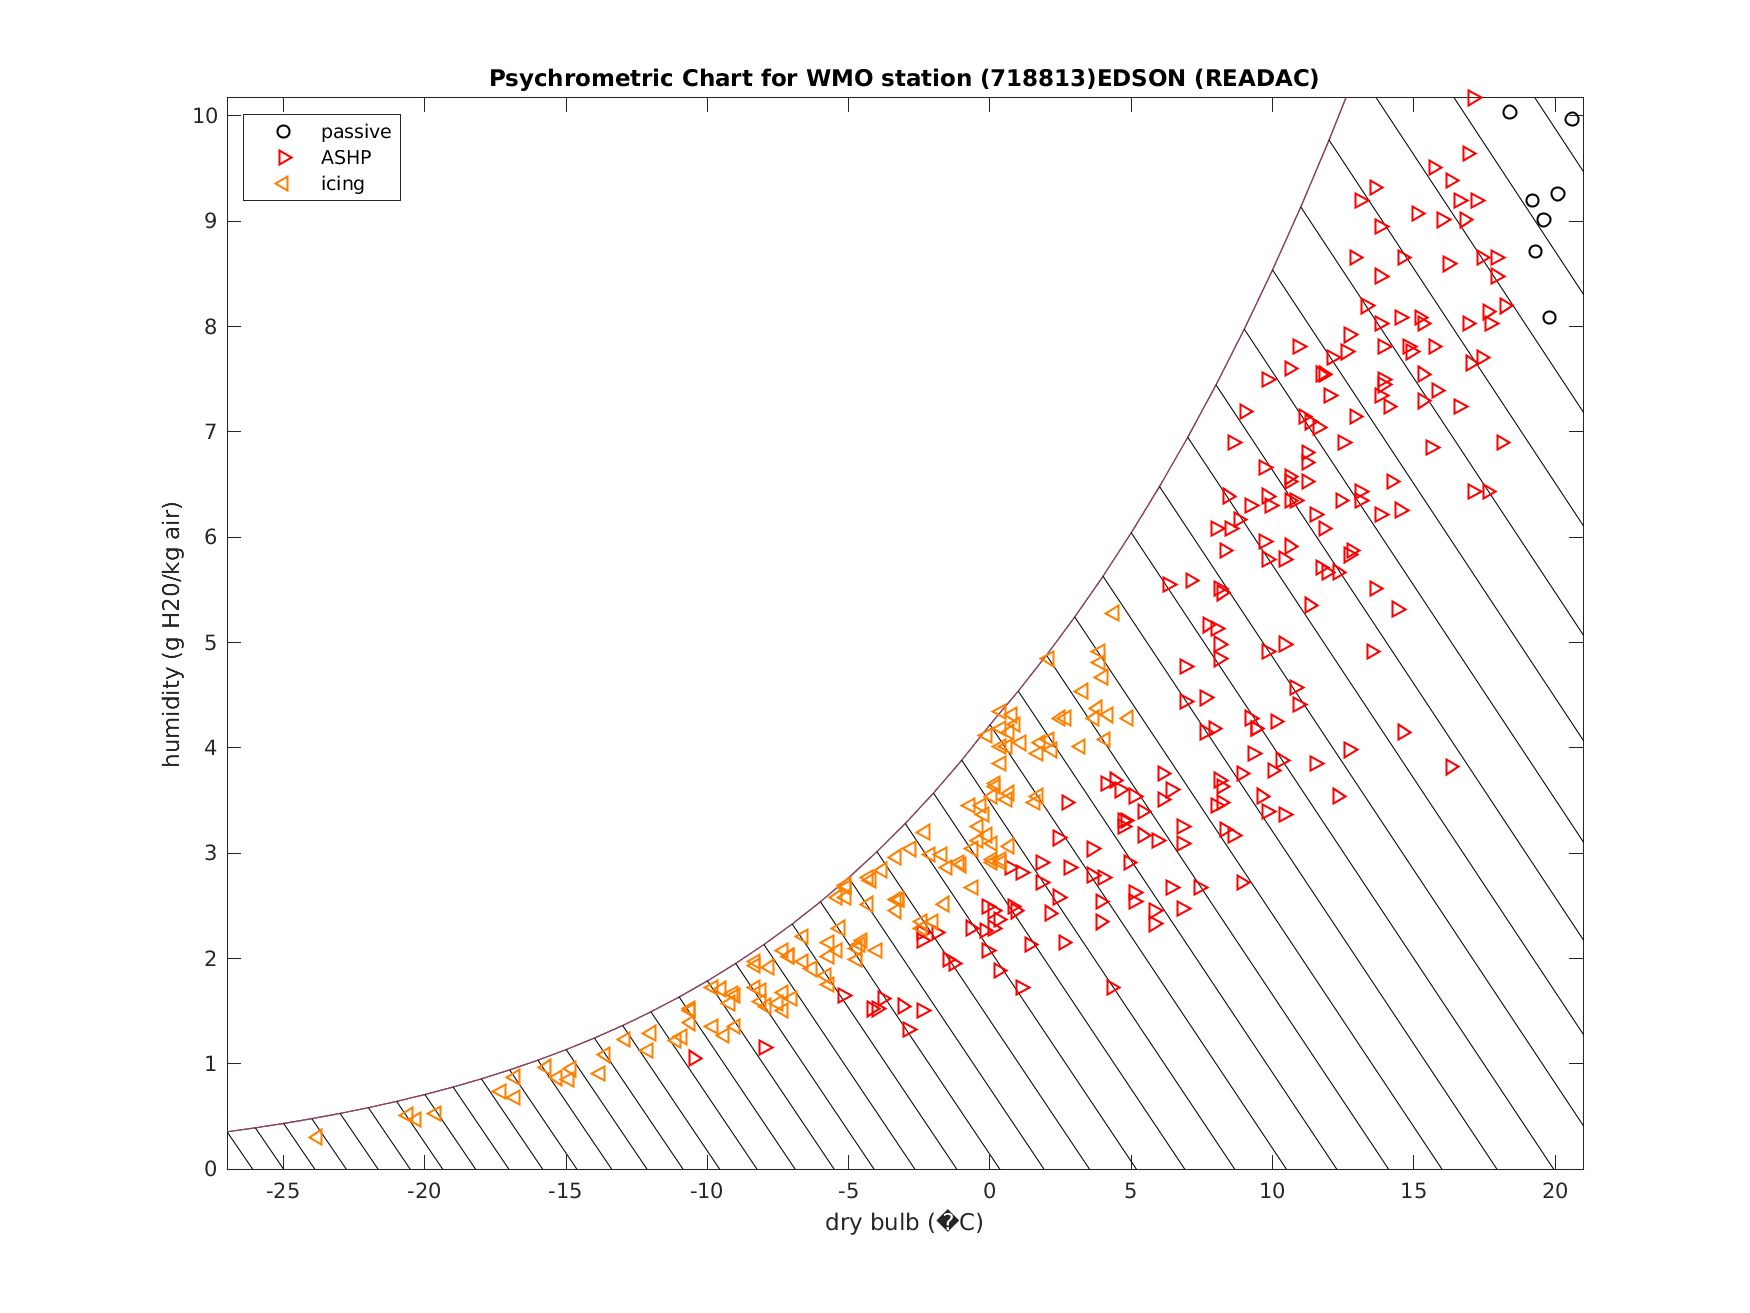 Psychrometric Chart for WMO station (718813)EDSON (READAC)
passive
ASHP
icing
humidity (g H20/kg air)
10
9
8
7
6
5
4
3
2
1
0
-25 -20 -15 -10 -5 0 5 10 15 20
dry bulb (�C)